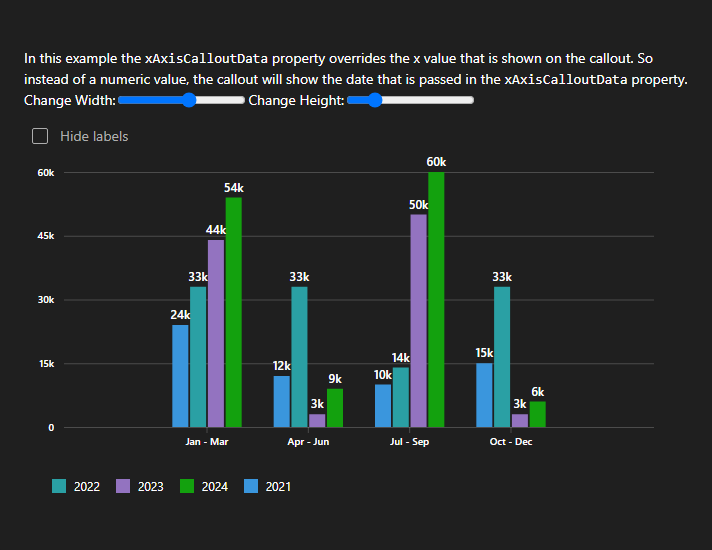 In this example the xAxisCalloutData property overrides the x value that is shown on the callout. So
instead of a numeric value, the callout will show the date that is passed in the xAxisCalloutData property.
Change Width: Change Height:
Hide labels
60k
45k
30k
15k
0
24k 33k 44k 54k
12k 33k 3k 9k
10k 14k 50k 60k
15k 33k 3k 6k
Jan - Mar Apr - Jun Jul - Sep Oct - Dec
2022 2023 2024 2021